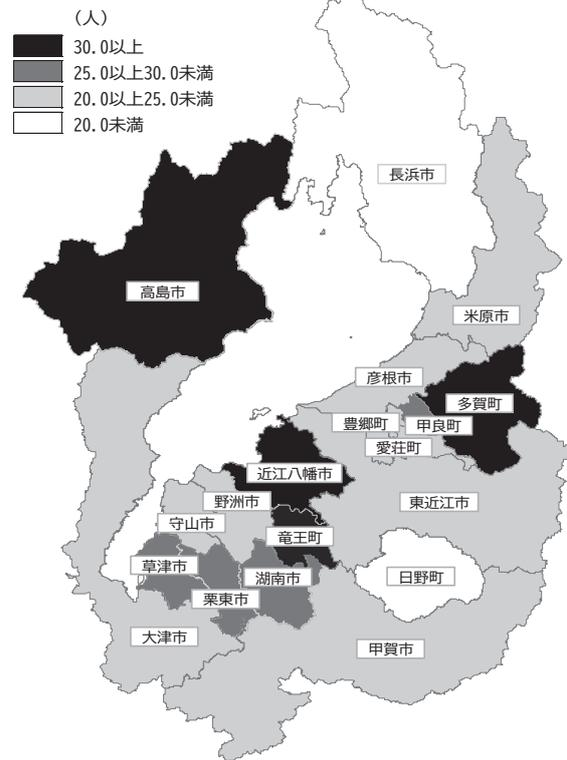 （人）
30.0以上
25.0以上30.0未満
20.0以上25.0未満
20.0未満
長浜市
高島市
米原市
彦根市
多賀町
豊郷町
甲良町
愛荘町
近江八幡市
野洲市
東近江市
守山市
竜王町
草津市
湖南市
日野町
栗東市
大津市
甲賀市